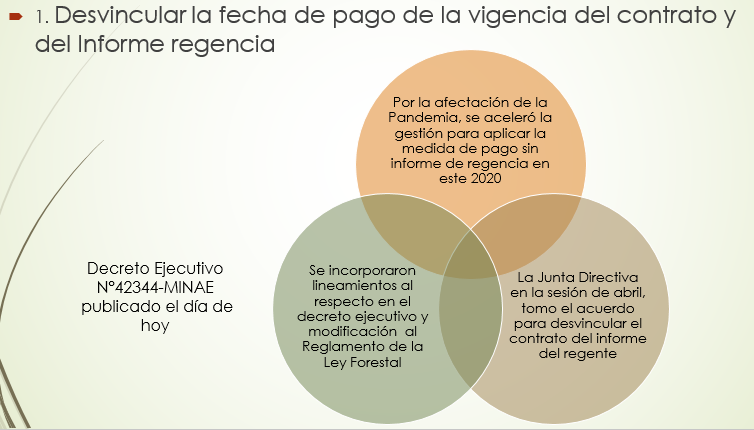 1. Desvincular la fecha de pago de la vigencia del contrato y
del Informe regencia
Por la afectación de la
Pandemia, se aceleró la
gestión para aplicar la
medida de pago sin
informe de regencia en
este 2020
Decreto Ejecutivo
N°42344-MINAE
publicado el día de
hoy
Se incorporaron
lineamientos al
respecto en el
decreto ejecutivo y
modificación al
Reglamento de la
Ley Forestal
La Junta Directiva
en la sesión de abril,
tomo el acuerdo
para desvincular el
contrato del informe
del regente